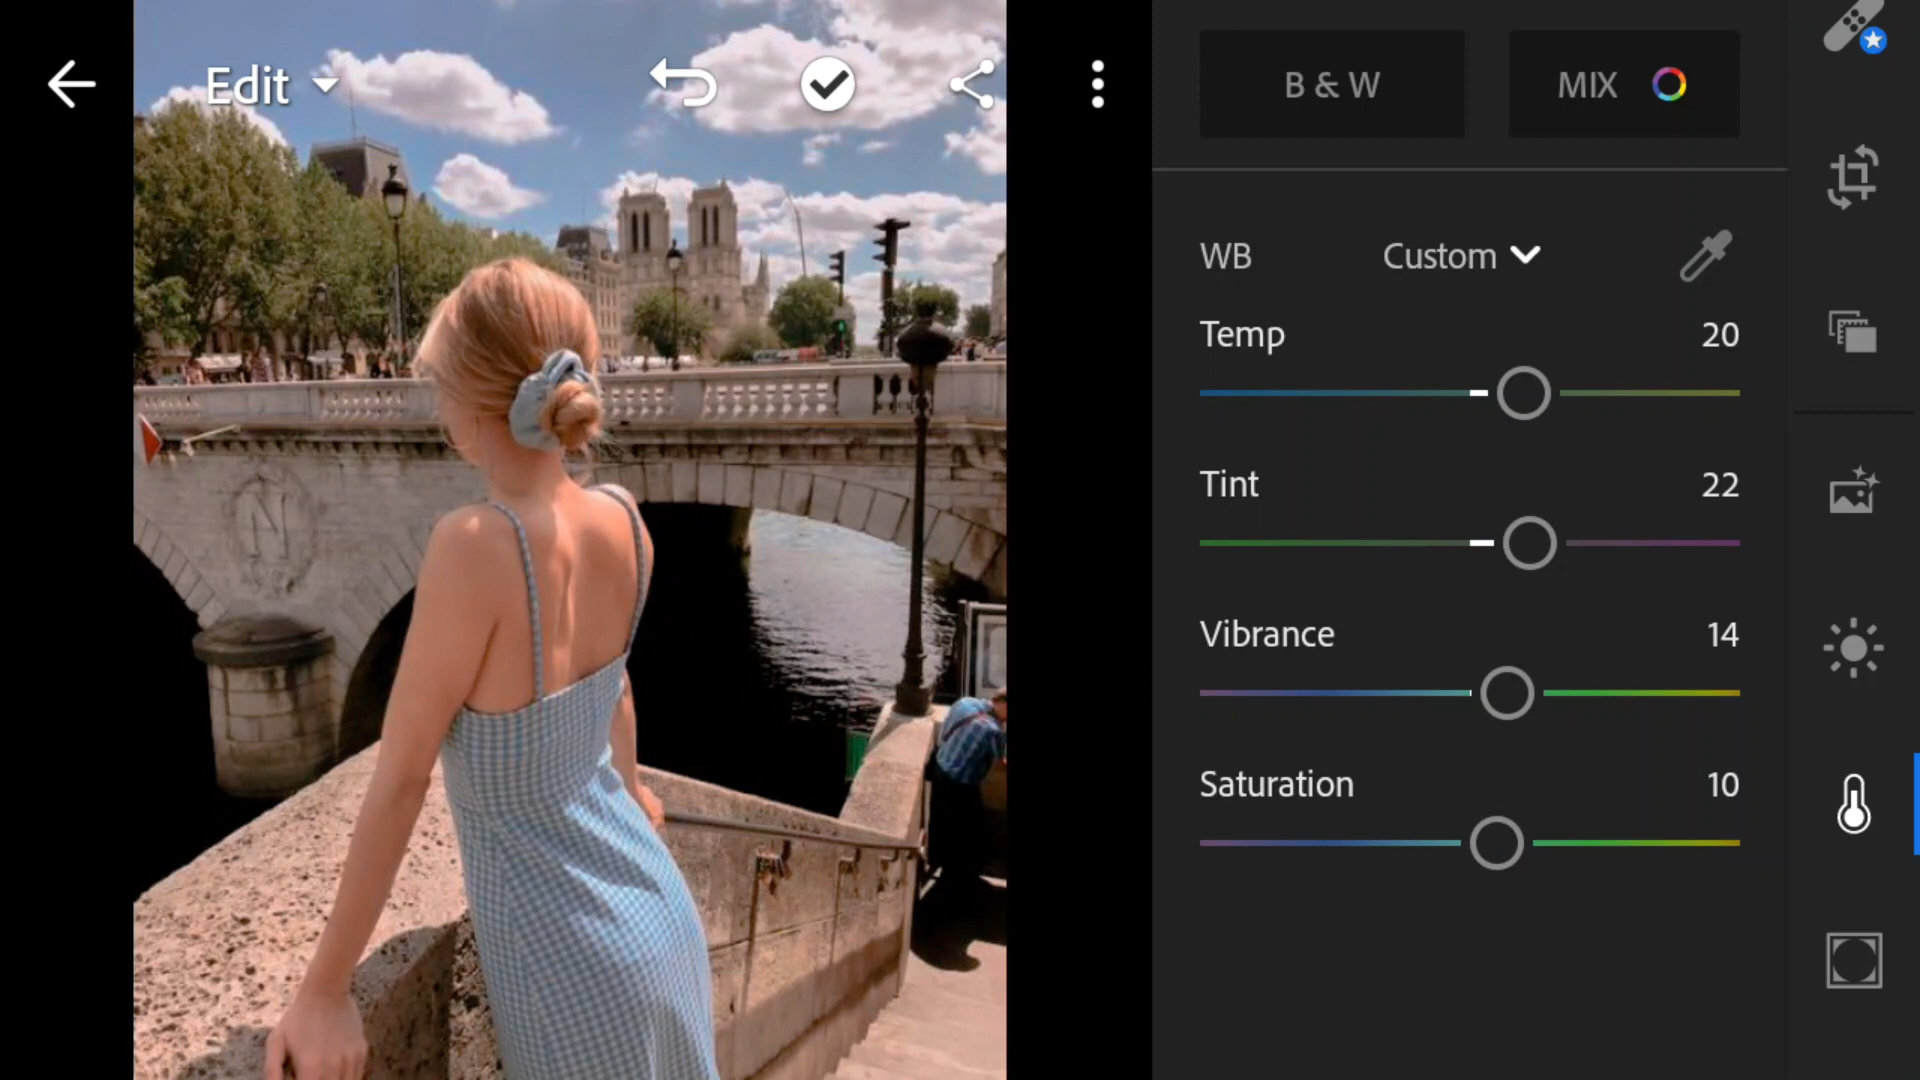 Edit
B & W
MIX
WB
Custom
Temp
20
Tint
22
Vibrance
14
Saturation
10
N